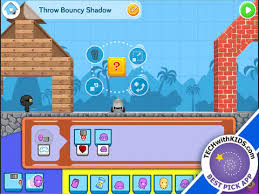 Throw Bouncy Shadow
?
TECHwithKIDS.com
BEST PICK APP